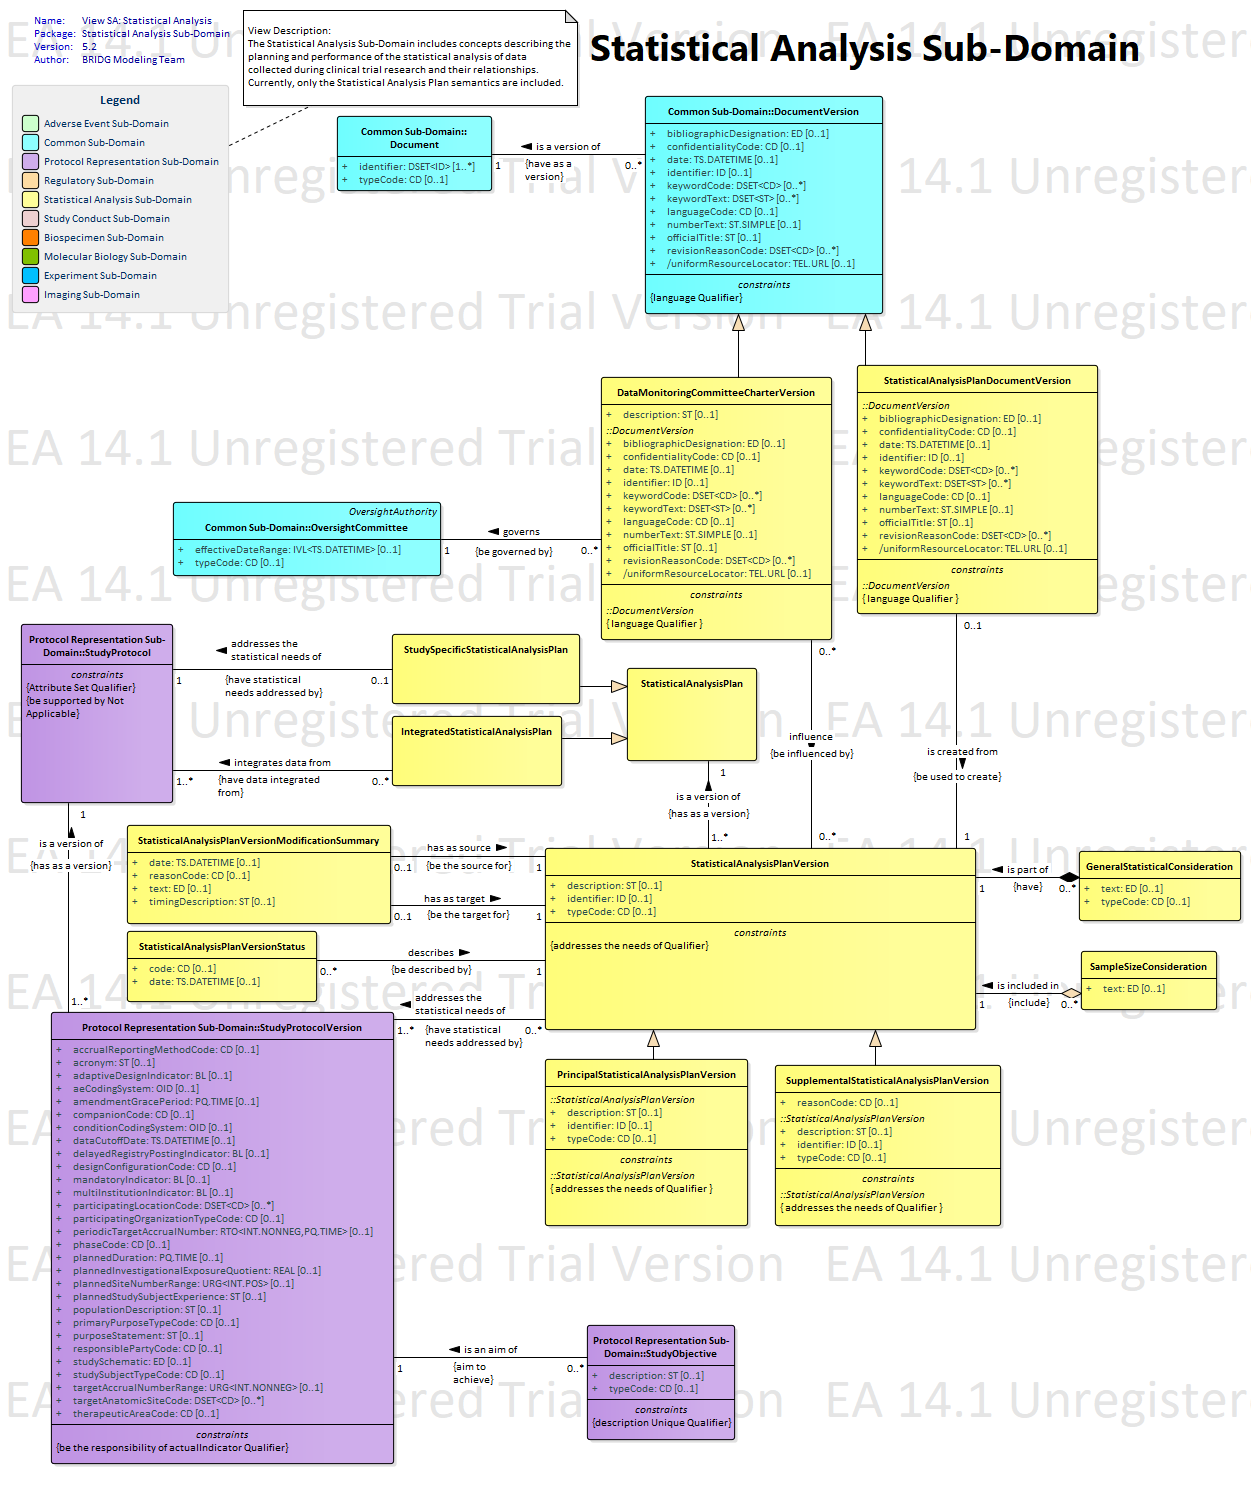 Name: View SA: Statistical Analysis
Package: Statistical Analysis Sub-Domain
Version: 5.2
Author: BRIDG Modeling Team
View Description:
The Statistical Analysis Sub-Domain includes concepts describing the
planning and performance of the statistical analysis of data
collected during clinical trial research and their relationships.
Currently, only the Statistical Analysis Plan semantics are included.
Statistical Analysis Sub-Domain
Legend
Adverse Event Sub-Domain
Common Sub-Domain
Protocol Representation Sub-Domain
Regulatory Sub-Domain
Statistical Analysis Sub-Domain
Study Conduct Sub-Domain
Biospecimen Sub-Domain
Molecular Biology Sub-Domain
Experiment Sub-Domain
Imaging Sub-Domain
Common Sub-Domain::
Document
+ identifier: DSET<ID> [1..*]
+ typeCode: CD [0..1]
is a version of
1
{have as a
version}
0..*
Common Sub-Domain::DocumentVersion
+ bibliographicDesignation: ED [0..1]
+ confidentialityCode: CD [0..1]
+ date: TS.DATETIME [0..1]
+ identifier: ID [0..1]
+ keywordCode: DSET<CD> [0..*]
+ keywordText: DSET<ST> [0..*]
+ languageCode: CD [0..1]
+ numberText: ST.SIMPLE [0..1]
+ officialTitle: ST [0..1]
+ revisionReasonCode: DSET<CD> [0..*]
+ /uniformResourceLocator: TEL.URL [0..1]
constraints
{language Qualifier}
DataMonitoringCommitteeCharterVersion
+ description: ST [0..1]
::DocumentVersion
+ bibliographicDesignation: ED [0..1]
+ confidentialityCode: CD [0..1]
+ date: TS.DATETIME [0..1]
+ identifier: ID [0..1]
+ keywordCode: DSET<CD> [0..*]
+ keywordText: DSET<ST> [0..*]
+ languageCode: CD [0..1]
+ numberText: ST.SIMPLE [0..1]
+ officialTitle: ST [0..1]
+ revisionReasonCode: DSET<CD> [0..*]
+ /uniformResourceLocator: TEL.URL [0..1]
constraints
::DocumentVersion
{ language Qualifier }
StatisticalAnalysisPlanDocumentVersion
::DocumentVersion
+ bibliographicDesignation: ED [0..1]
+ confidentialityCode: CD [0..1]
+ date: TS.DATETIME [0..1]
+ identifier: ID [0..1]
+ keywordCode: DSET<CD> [0..*]
+ keywordText: DSET<ST> [0..*]
+ languageCode: CD [0..1]
+ numberText: ST.SIMPLE [0..1]
+ officialTitle: ST [0..1]
+ revisionReasonCode: DSET<CD> [0..*]
+ /uniformResourceLocator: TEL.URL [0..1]
constraints
::DocumentVersion
{ language Qualifier }
OversightAuthority
Common Sub-Domain::OversightCommittee
+ effectiveDateRange: IVL<TS.DATETIME> [0..1]
+ typeCode: CD [0..1]
governs
1
{be governed by}
0..*
Protocol Representation Sub-
Domain::StudyProtocol
constraints
{Attribute Set Qualifier}
{be supported by Not
Applicable}
addresses the
statistical needs of
1
{have statistical
needs addressed by}
0..1
StudySpecificStatisticalAnalysisPlan
IntegratedStatisticalAnalysisPlan
integrates data from
1..*
{have data integrated
from}
0..*
StatisticalAnalysisPlan
1
is a version of
{has as a version}
1..*
0..*
influence
{be influenced by}
0..*
0..1
is created from
{be used to create}
1
1
is a version of
{has as a version}
1..*
StatisticalAnalysisPlanVersionModificationSummary
+ date: TS.DATETIME [0..1]
+ reasonCode: CD [0..1]
+ text: ED [0..1]
+ timingDescription: ST [0..1]
has as source
0..1
{be the source for}
1
has as target
0..1
{be the target for}
1
StatisticalAnalysisPlanVersionStatus
+ code: CD [0..1]
+ date: TS.DATETIME [0..1]
describes
0..*
{be described by}
1
addresses the
statistical needs of
1..*
{have statistical
needs addressed by}
0..*
StatisticalAnalysisPlanVersion
+ description: ST [0..1]
+ identifier: ID [0..1]
+ typeCode: CD [0..1]
constraints
{addresses the needs of Qualifier}
is part of
1
{have}
0..*
GeneralStatisticalConsideration
+ text: ED [0..1]
+ typeCode: CD [0..1]
is included in
1
{include}
0..*
SampleSizeConsideration
+ text: ED [0..1]
Protocol Representation Sub-Domain::StudyProtocolVersion
+ accrualReportingMethodCode: CD [0..1]
+ acronym: ST [0..1]
+ adaptiveDesignIndicator: BL [0..1]
+ aeCodingSystem: OID [0..1]
+ amendmentGracePeriod: PQ.TIME [0..1]
+ companionCode: CD [0..1]
+ conditionCodingSystem: OID [0..1]
+ dataCutoffDate: TS.DATETIME [0..1]
+ delayedRegistryPostingIndicator: BL [0..1]
+ designConfigurationCode: CD [0..1]
+ mandatoryIndicator: BL [0..1]
+ multiInstitutionIndicator: BL [0..1]
+ participatingLocationCode: DSET<CD> [0..*]
+ participatingOrganizationTypeCode: CD [0..1]
+ periodicTargetAccrualNumber: RTO<INT.NONNEG,PQ.TIME> [0..1]
+ phaseCode: CD [0..1]
+ plannedDuration: PQ.TIME [0..1]
+ plannedInvestigationalExposureQuotient: REAL [0..1]
+ plannedSiteNumberRange: URG<INT.POS> [0..1]
+ plannedStudySubjectExperience: ST [0..1]
+ populationDescription: ST [0..1]
+ primaryPurposeTypeCode: CD [0..1]
+ purposeStatement: ST [0..1]
+ responsiblePartyCode: CD [0..1]
+ studySchematic: ED [0..1]
+ studySubjectTypeCode: CD [0..1]
+ targetAccrualNumberRange: URG<INT.NONNEG> [0..1]
+ targetAnatomicSiteCode: DSET<CD> [0..*]
+ therapeuticAreaCode: CD [0..1]
constraints
{be the responsibility of actualIndicator Qualifier}
PrincipalStatisticalAnalysisPlanVersion
::StatisticalAnalysisPlanVersion
+ description: ST [0..1]
+ identifier: ID [0..1]
+ typeCode: CD [0..1]
constraints
::StatisticalAnalysisPlanVersion
{ addresses the needs of Qualifier }
SupplementalStatisticalAnalysisPlanVersion
+ reasonCode: CD [0..1]
::StatisticalAnalysisPlanVersion
+ description: ST [0..1]
+ identifier: ID [0..1]
+ typeCode: CD [0..1]
constraints
::StatisticalAnalysisPlanVersion
{ addresses the needs of Qualifier }
is an aim of
1
{aim to
achieve}
0..*
Protocol Representation Sub-
Domain::StudyObjective
+ description: ST [0..1]
+ typeCode: CD [0..1]
constraints
{description Unique Qualifier}